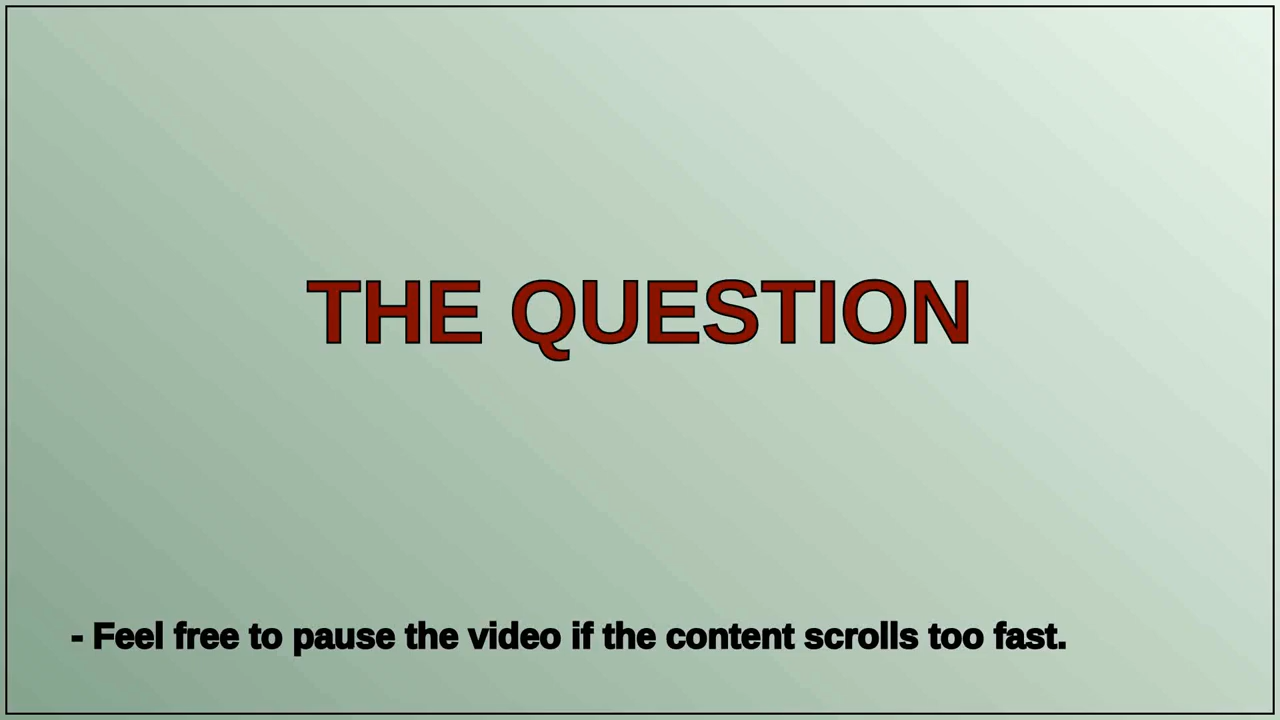 THE QUESTION
- Feel free to pause the video if the content scrolls too fast.